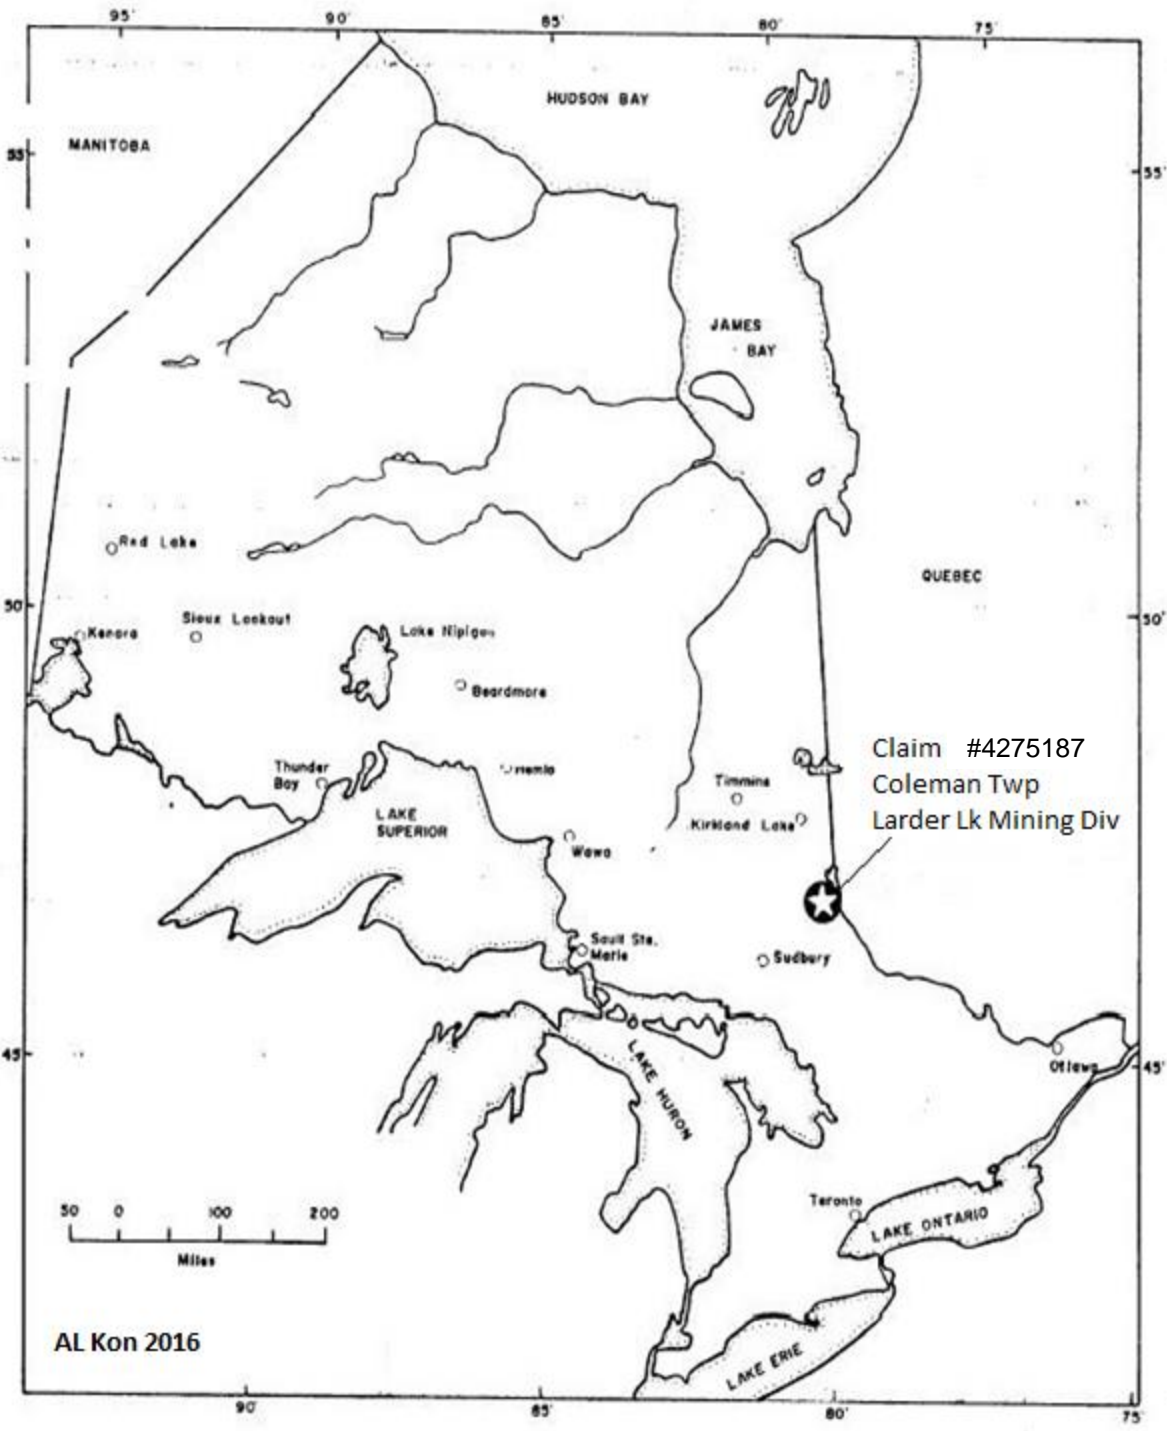 95' 90' 85' 80' 75'
HUDSON BAY
MANITOBA
55' 55'
JAMES
BAY
Red Lake
QUEBEC
50' 50'
Sioux Lookout
Kenora
Lake Nipigon
Beardmore
Claim #4275187
Coleman Twp
Larder Lk Mining Div
Thunder
Bay
Timmins
LAKE
SUPERIOR
Kirkland Lake
Wawa
Sault Ste.
Marie
Sudbury
45' 45'
Ottawa
LAKE HURON
Toronto
LAKE ONTARIO
50 0 100 200
Miles
AL Kon 2016
LAKE ERIE
90' 85' 80' 75'